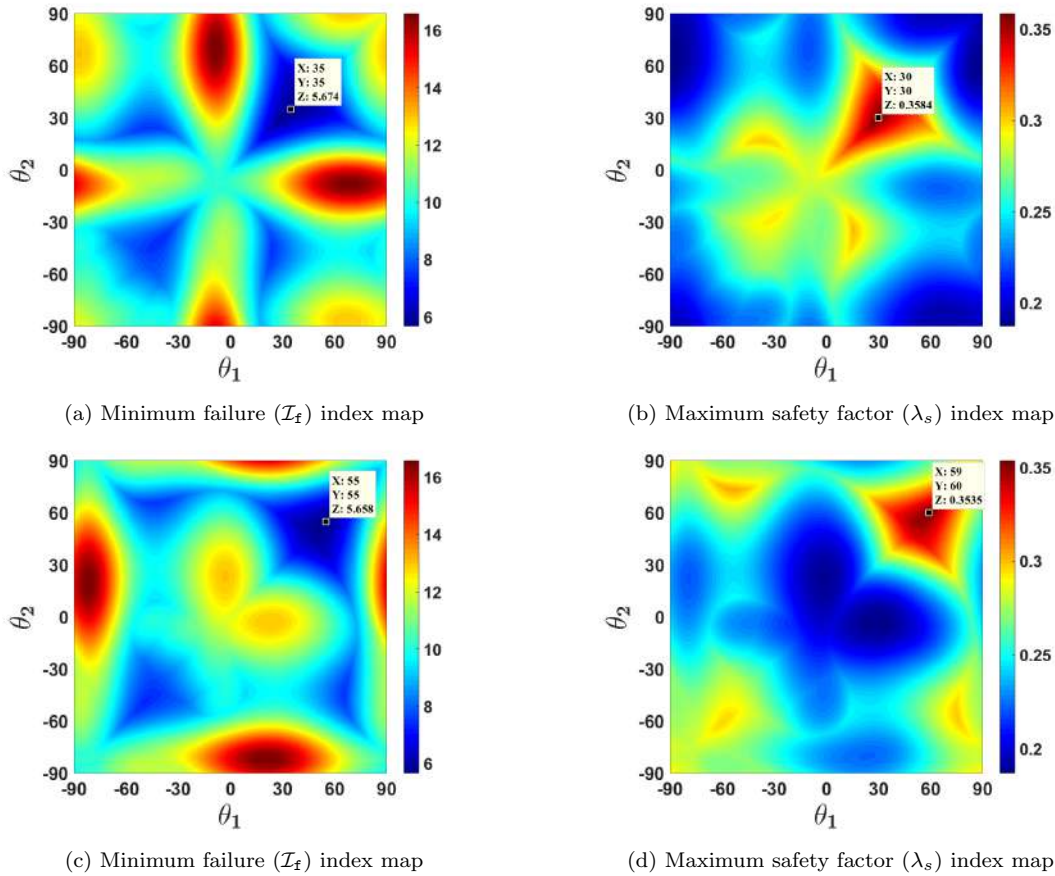 90
60
30
0
-30
-60
-90
θ2
-90 -60 -30 0 30 60 90
θ1
X: 35
Y: 35
Z: 5.674
16
14
12
10
8
6
(a) Minimum failure (I_f) index map
90
60
30
0
-30
-60
-90
θ2
-90 -60 -30 0 30 60 90
θ1
X: 30
Y: 30
Z: 0.3584
0.35
0.3
0.25
0.2
(b) Maximum safety factor (λ_s) index map
90
60
30
0
-30
-60
-90
θ2
-90 -60 -30 0 30 60 90
θ1
X: 55
Y: 55
Z: 5.658
16
14
12
10
8
6
(c) Minimum failure (I_f) index map
90
60
30
0
-30
-60
-90
θ2
-90 -60 -30 0 30 60 90
θ1
X: 59
Y: 60
Z: 0.3535
0.35
0.3
0.25
0.2
(d) Maximum safety factor (λ_s) index map